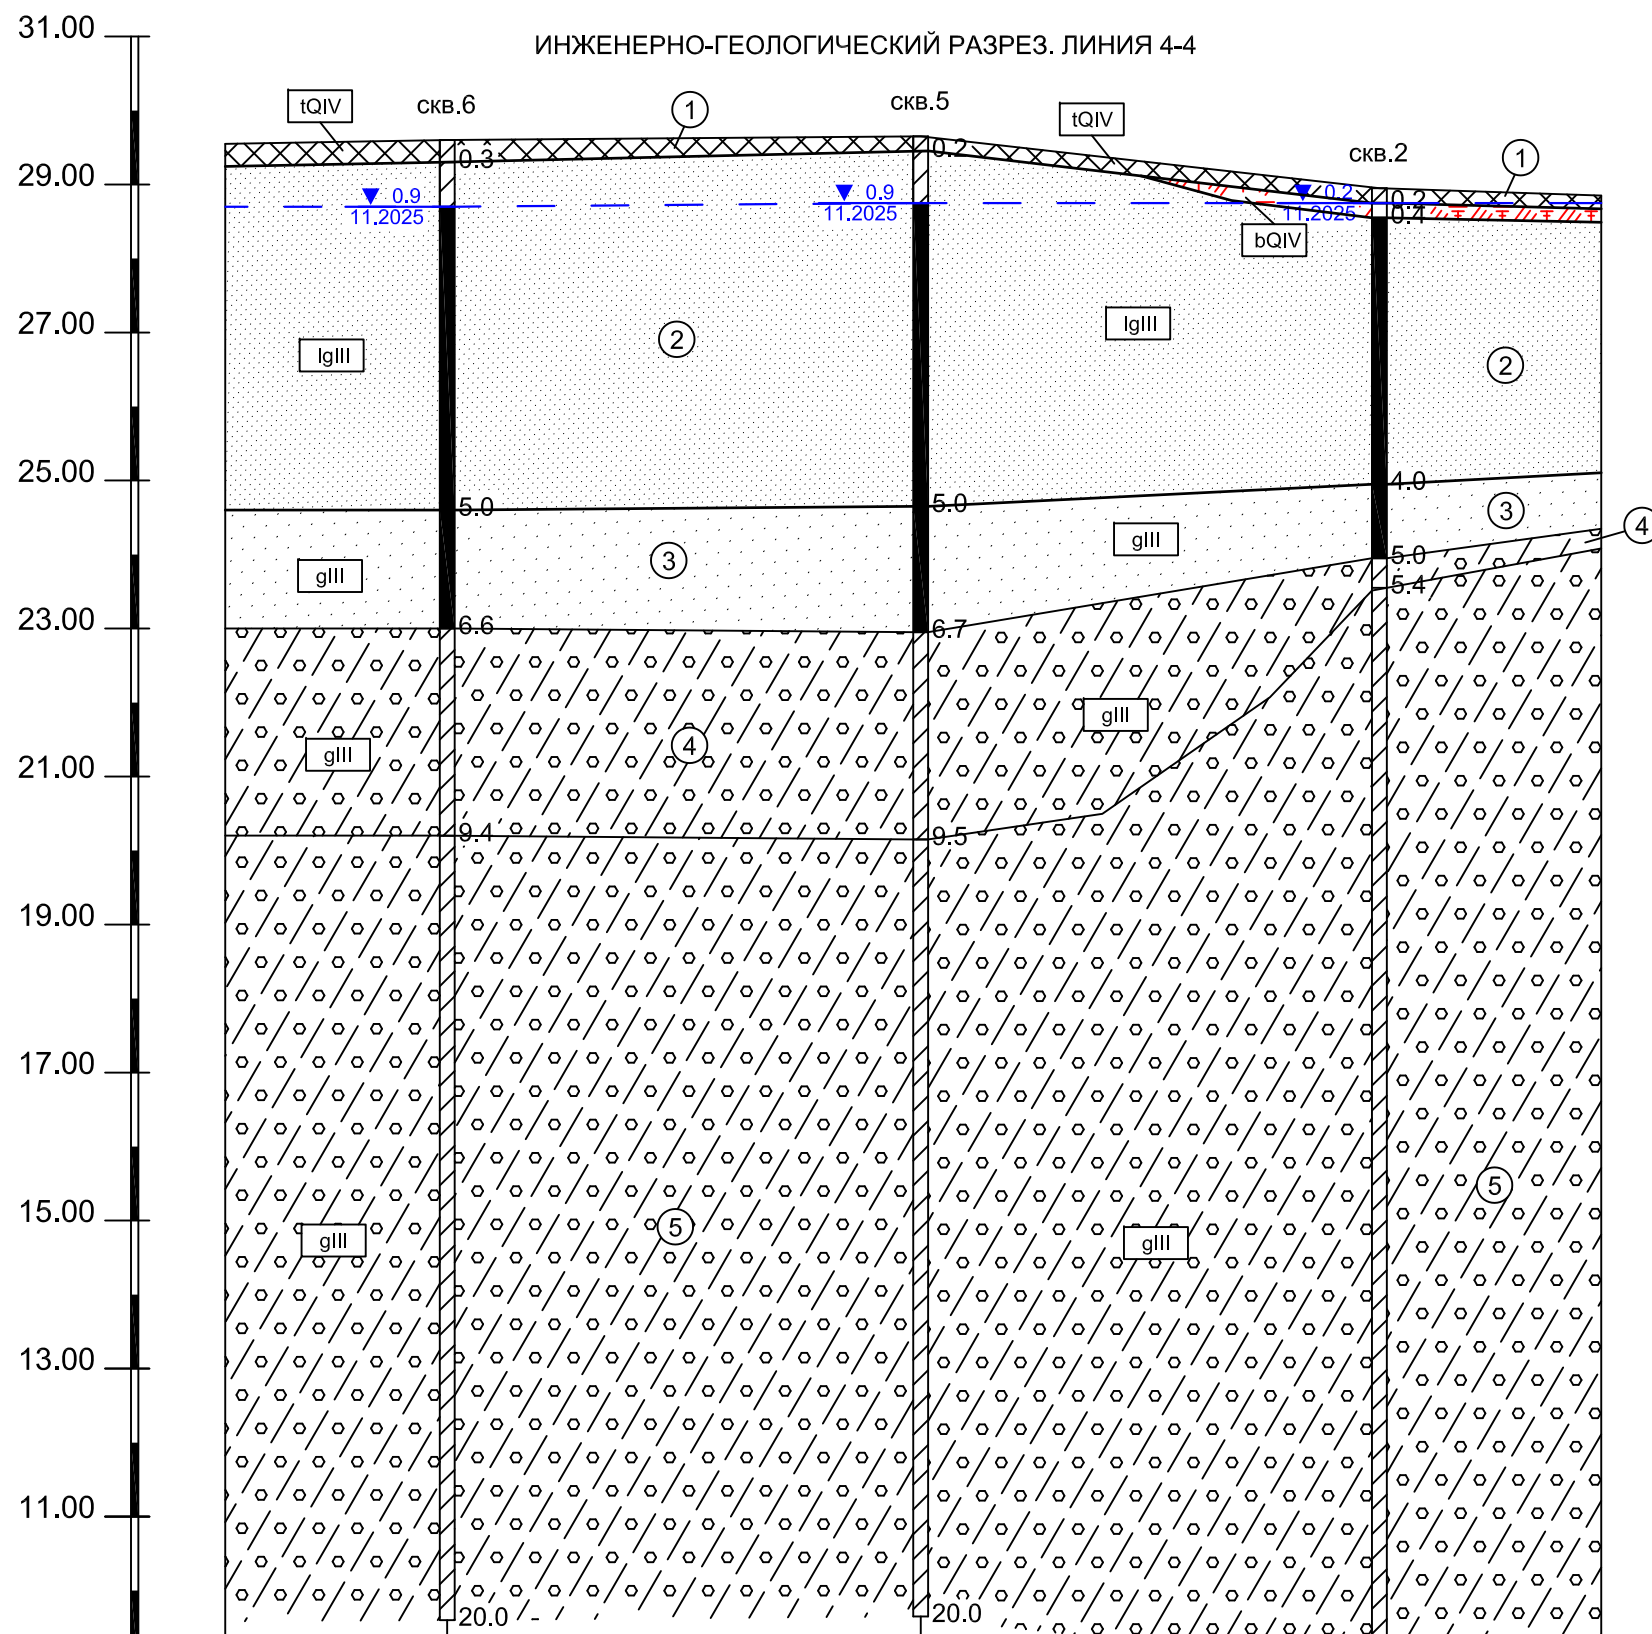 31.00
ИНЖЕНЕРНО-ГЕОЛОГИЧЕСКИЙ РАЗРЕЗ. ЛИНИЯ 4-4
tQIV
скв.6
1
скв.5
tQIV
скв.2
1
0.3
0.2
29.00
0.9
11.2025
0.9
11.2025
0.2
11.2025
0.2
0.4
bQIV
27.00
lgIII
2
lgIII
2
25.00
5.0
5.0
4.0
3
4
gIII
3
gIII
5.0
5.4
23.00
6.6
6.7
gIII
4
gIII
21.00
9.4
9.5
19.00
17.00
15.00
gIII
5
gIII
5
13.00
11.00
20.0
20.0